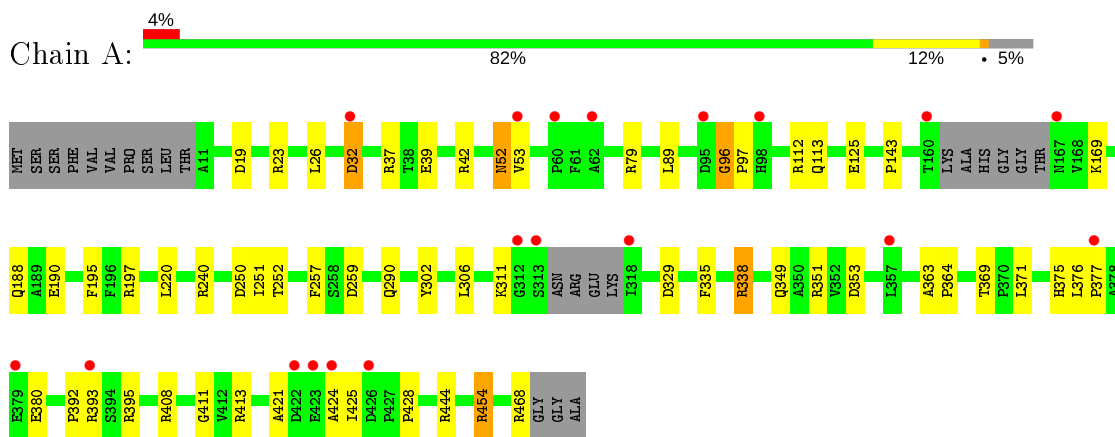 4%
Chain A:
82% 12% • 5%
MET SER SER PHE VAL VAL PRO SER LEU THR A11 D19 R23 L26 D32 R37 T38 E39 R42 N52 V53 P60 F61 A62 R79 L89 D95 G96 P97 H98 R112 Q113 E125 P143 T160 LYS ALA HIS GLY GLY THR N167 V168 K169
Q188 A189 E190 F195 F196 R197 L220 R240 D250 I251 T252 F257 S258 D259 Q290 Y302 L306 K311 G312 S313 ASN ARG GLU LYS I318 D329 F335 R338 Q349 A350 R351 V352 D353 L357 A363 P364 T369 P370 L371 H375 L376 P377 A378
E379 E380 P392 R393 S394 R395 R408 G411 V412 R413 A421 D422 E423 A424 I425 D426 P427 P428 R444 R454 R468 GLY GLY ALA